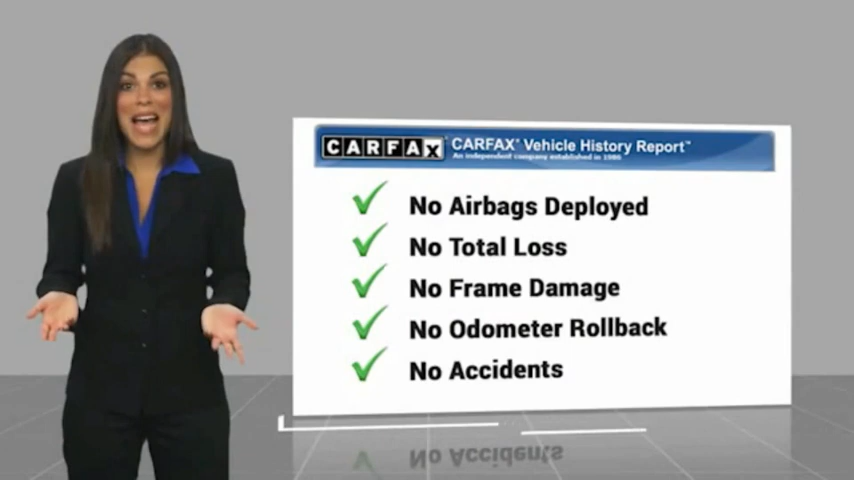 CARFAX CARFAX™ Vehicle History Report™
An independent company established in 1986
No Airbags Deployed
No Total Loss
No Frame Damage
No Odometer Rollback
No Accidents
No Accidents